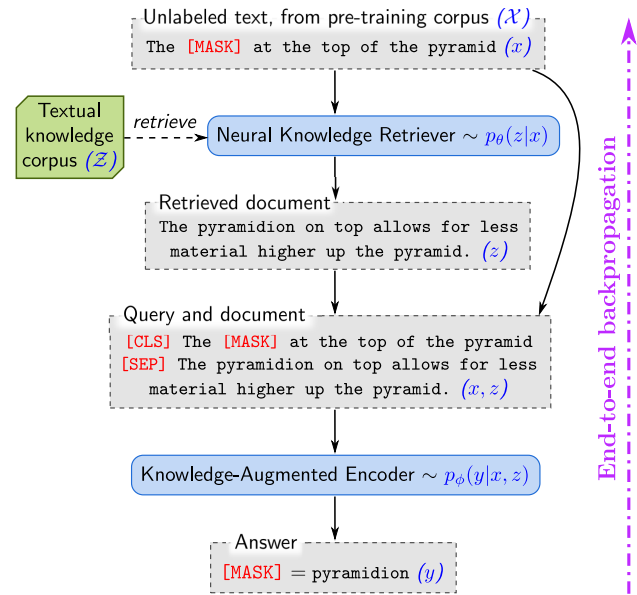 Unlabeled text, from pre-training corpus (𝒳)
The [MASK] at the top of the pyramid (x)
Textual
knowledge
corpus (𝒵)
retrieve
Neural Knowledge Retriever ∼ pθ(z|x)
Retrieved document
The pyramidion on top allows for less
material higher up the pyramid. (z)
Query and document
[CLS] The [MASK] at the top of the pyramid
[SEP] The pyramidion on top allows for less
material higher up the pyramid. (x, z)
Knowledge-Augmented Encoder ∼ pϕ(y|x, z)
Answer
[MASK] = pyramidion (y)
End-to-end backpropagation